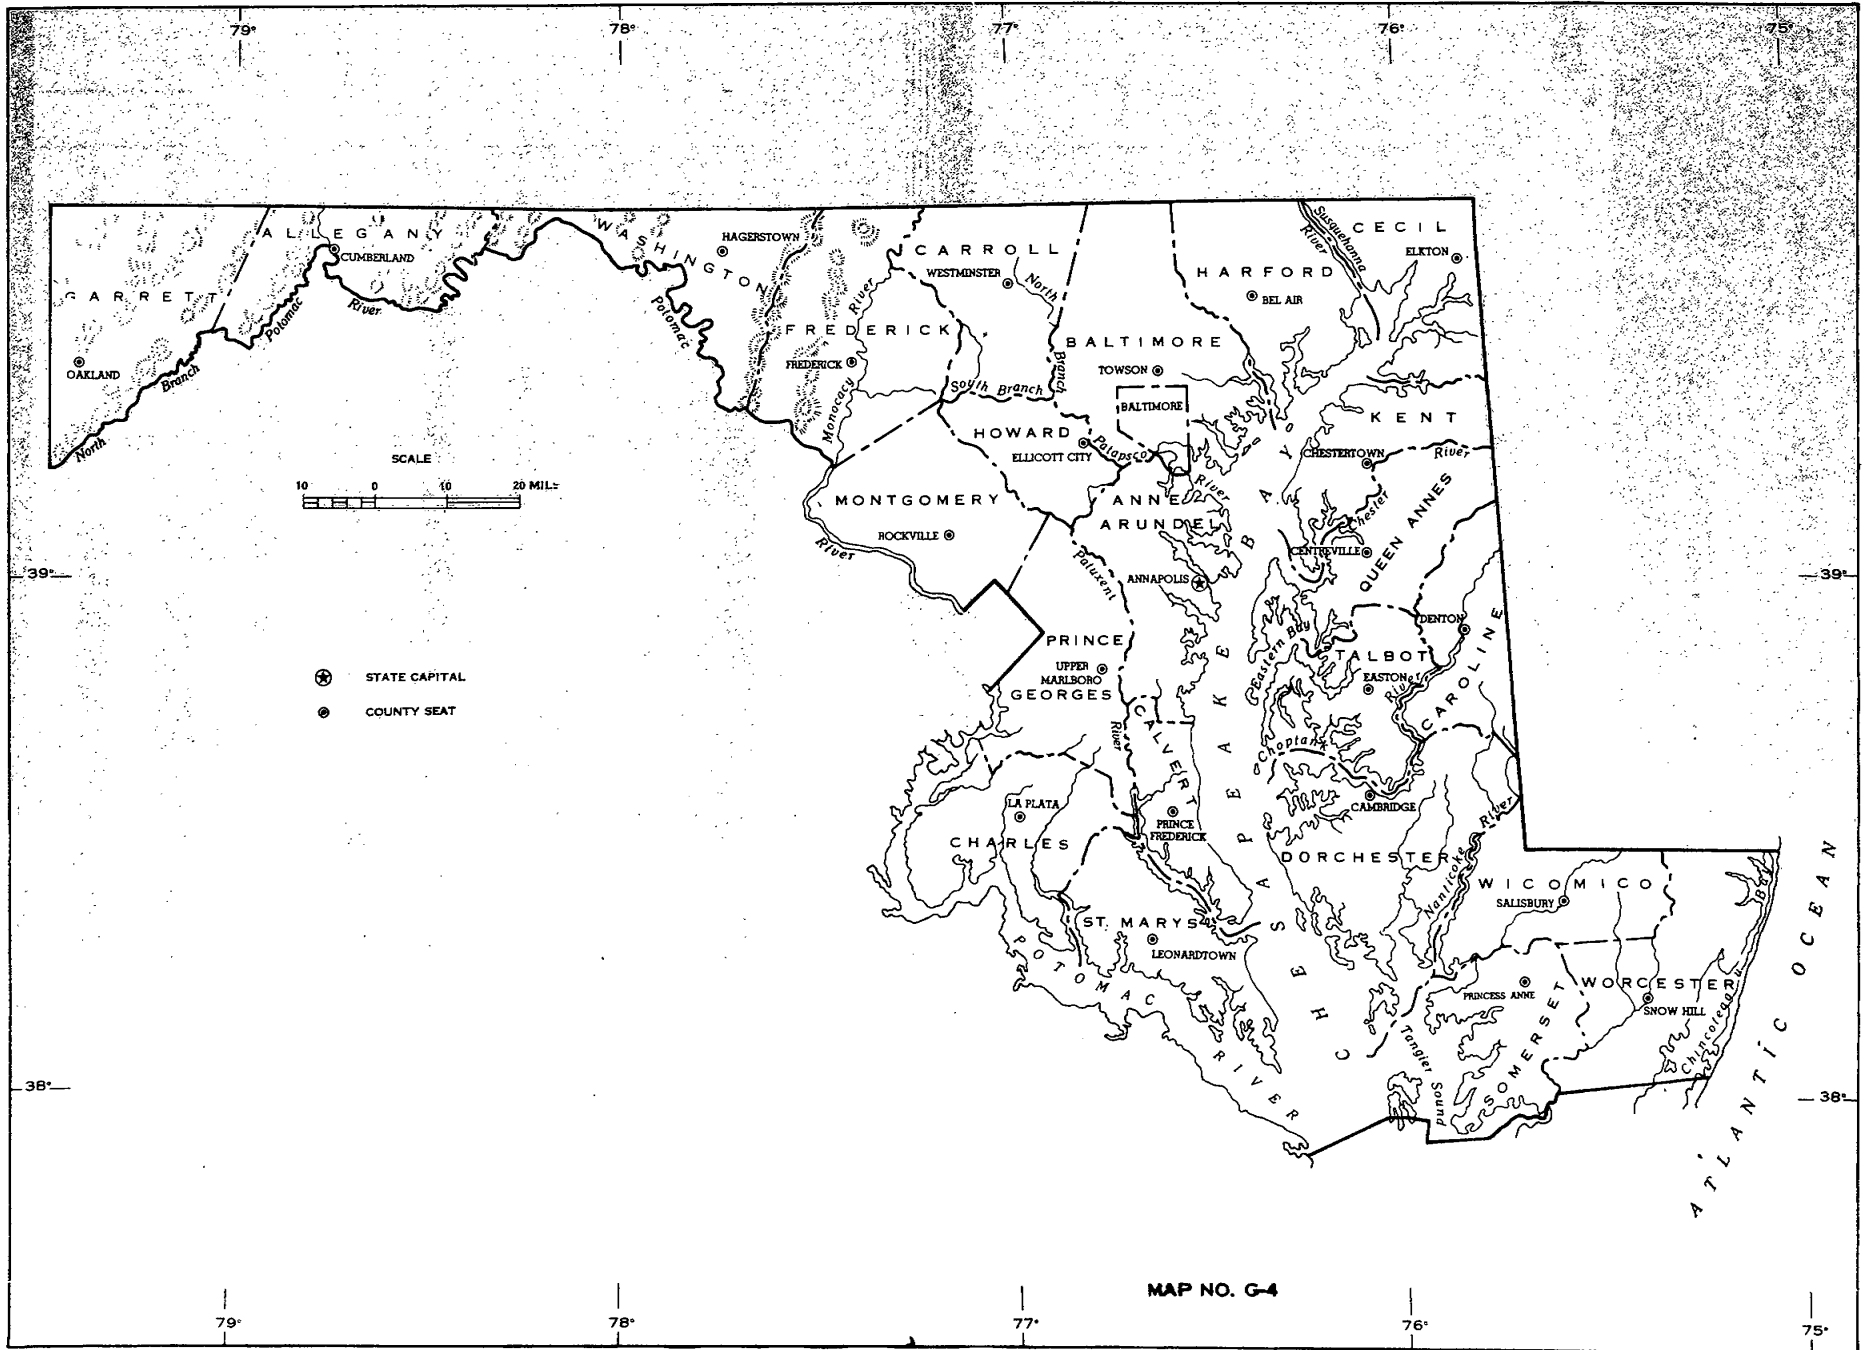 79°
78°
77°
76°
75°
ALLEGANY
CUMBERLAND
GARRETT
OAKLAND
North
Branch
Potomac
River
WASHINGTON
HAGERSTOWN
Potomac
FREDERICK
FREDERICK
Monocacy
River
CARROLL
WESTMINSTER
North
Branch
South Branch
BALTIMORE
TOWSON
BALTIMORE
HARFORD
BEL AIR
Susquehanna
River
CECIL
ELKTON
KENT
CHESTERTOWN
River
Chester
HOWARD
ELLICOTT CITY
Patapsco
River
SCALE
10 0 10 20 MILE
MONTGOMERY
ROCKVILLE
River
ANNE
ARUNDEL
ANNAPOLIS
Patuxent
River
QUEEN ANNES
CENTREVILLE
39°
39°
STATE CAPITAL
COUNTY SEAT
PRINCE
UPPER
MARLBORO
GEORGES
Eastern Bay
TALBOT
EASTON
DENTON
CAROLINE
River
Choptank
CALVERT
PRINCE
FREDERICK
CHESAPEAKE BAY
CAMBRIDGE
DORCHESTER
Nanticoke
River
LA PLATA
CHARLES
ST. MARYS
LEONARDTOWN
POTOMAC RIVER
WICOMICO
SALISBURY
PRINCESS ANNE
SOMERSET
Tangier Sound
WORCESTER
SNOW HILL
Chincoteague
Bay
ATLANTIC OCEAN
38°
38°
MAP NO. G-4
79°
78°
77°
76°
75°